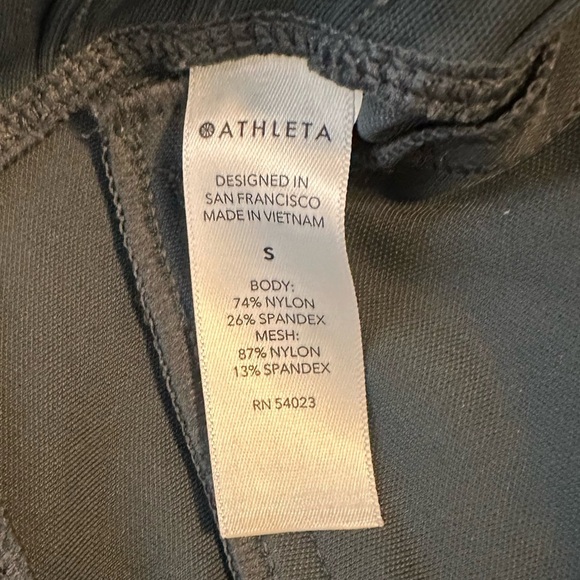 ATHLETA
DESIGNED IN
SAN FRANCISCO
MADE IN VIETNAM
S
BODY:
74% NYLON
26% SPANDEX
MESH:
87% NYLON
13% SPANDEX
RN 54023